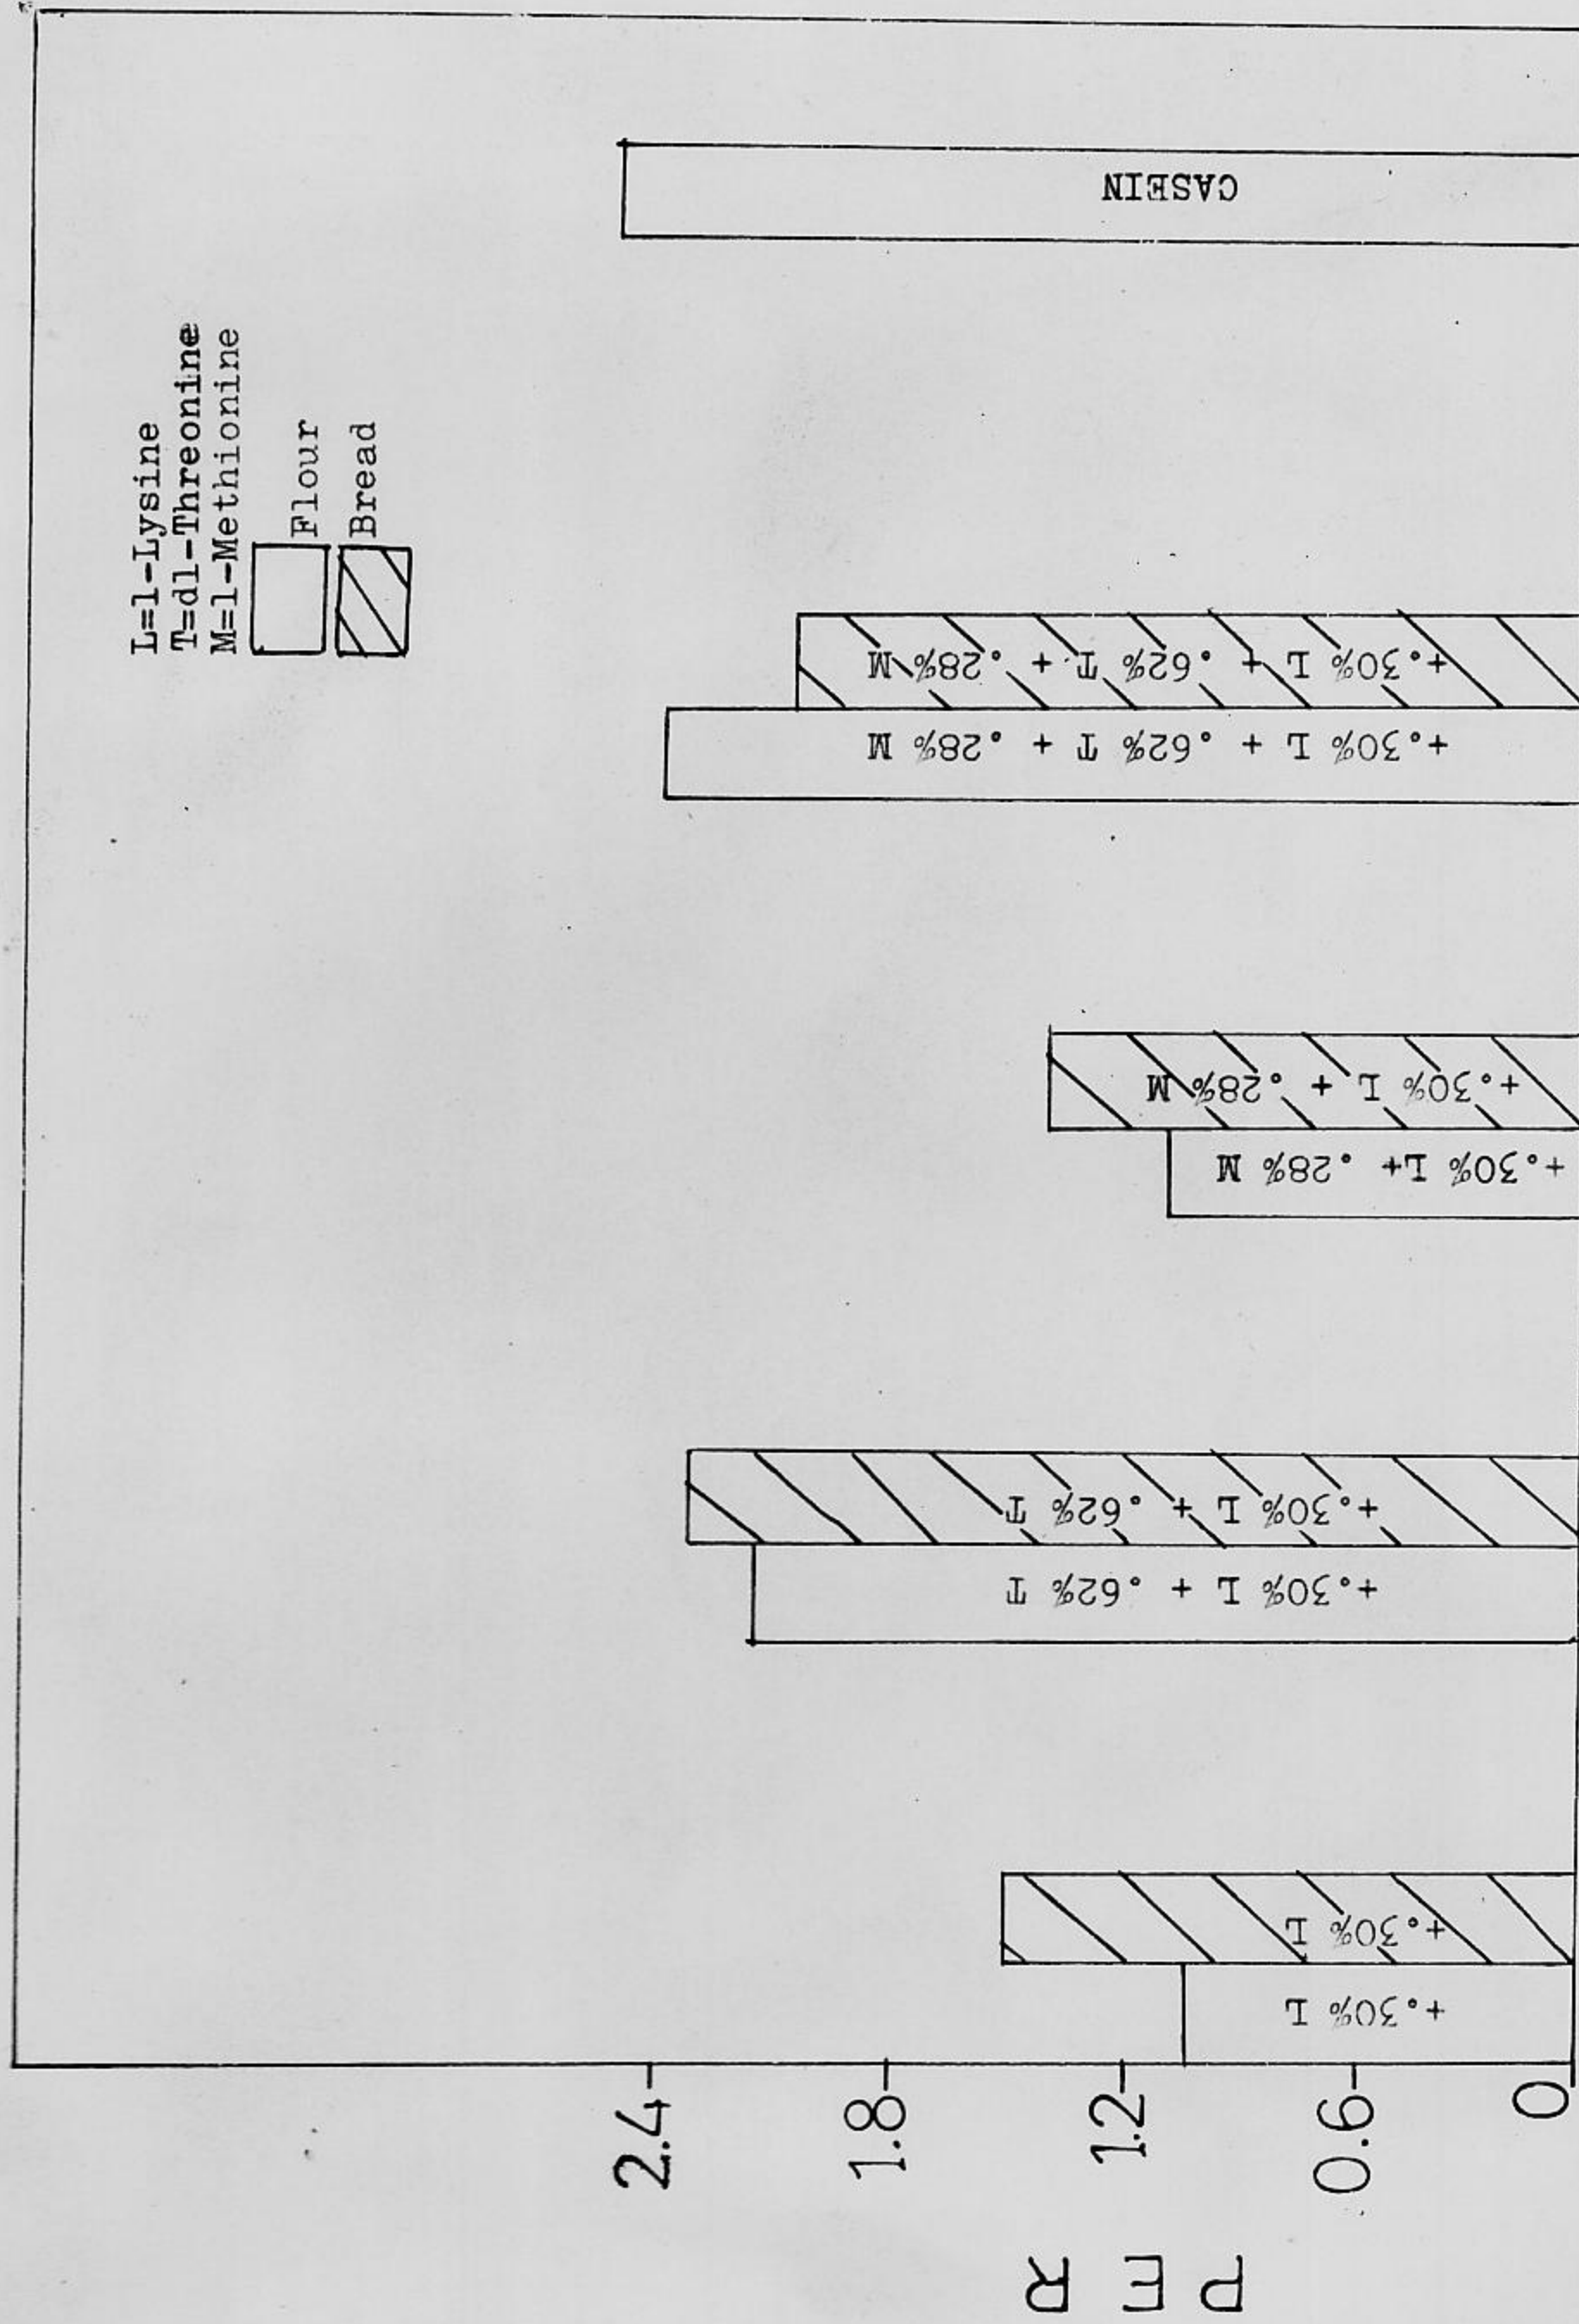 L=l-Lysine
T=dl-Threonine
M=l-Methionine
Flour
Bread
P E R
2.4
1.8
1.2
0.6
0
+.30% L
+.30% L
+.30% L + .62% T
+.30% L + .62% T
+.30% L+ .28% M
+.30% L + .28% M
+.30% L + .62% T + .28% M
+.30% L + .62% T + .28% M
CASEIN